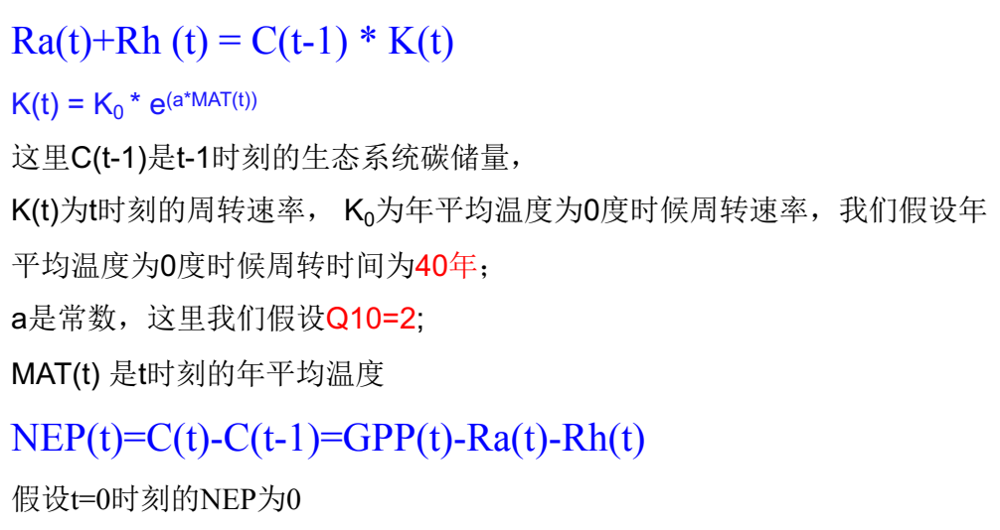 Ra(t)+Rh (t) = C(t-1) * K(t)
K(t) = K₀ * e⁽ᵃ*ᴹᴬᵀ⁽ᵗ⁾⁾
这里C(t-1)是t-1时刻的生态系统碳储量，
K(t)为t时刻的周转速率， K₀为年平均温度为0度时候周转速率，我们假设年
平均温度为0度时候周转时间为40年；
a是常数，这里我们假设Q10=2;
MAT(t) 是t时刻的年平均温度
NEP(t)=C(t)-C(t-1)=GPP(t)-Ra(t)-Rh(t)
假设t=0时刻的NEP为0